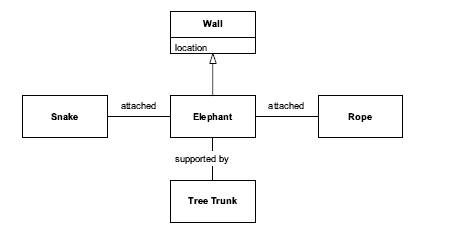 Wall
location
attached
attached
Snake
Elephant
Rope
supported by
Tree Trunk